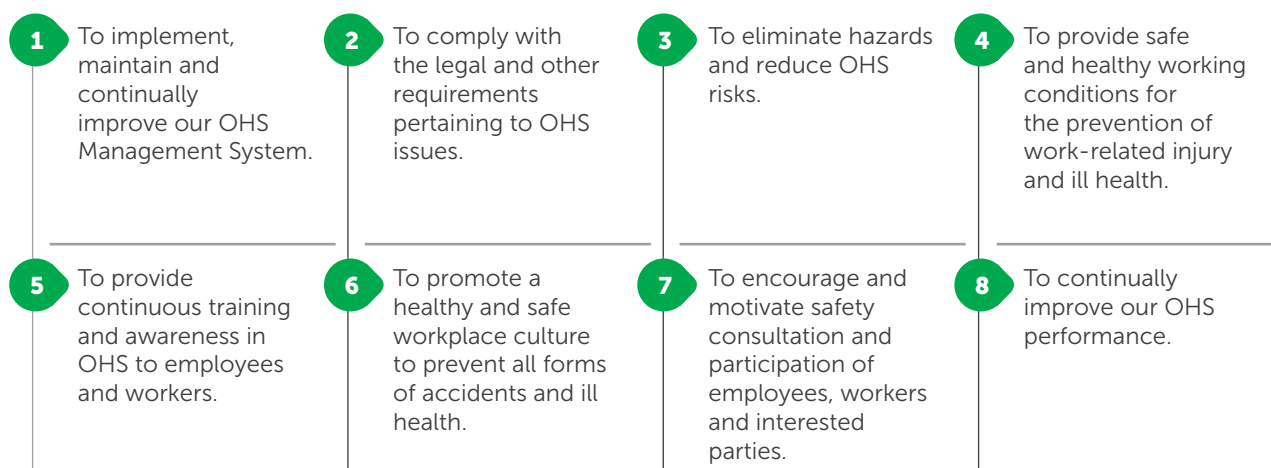 1
To implement,
maintain and
continually
improve our OHS
Management System.
2
To comply with
the legal and other
requirements
pertaining to OHS
issues.
3
To eliminate hazards
and reduce OHS
risks.
4
To provide safe
and healthy working
conditions for
the prevention of
work-related injury
and ill health.
5
To provide
continuous training
and awareness in
OHS to employees
and workers.
6
To promote a
healthy and safe
workplace culture
to prevent all forms
of accidents and ill
health.
7
To encourage and
motivate safety
consultation and
participation of
employees, workers
and interested
parties.
8
To continually
improve our OHS
performance.